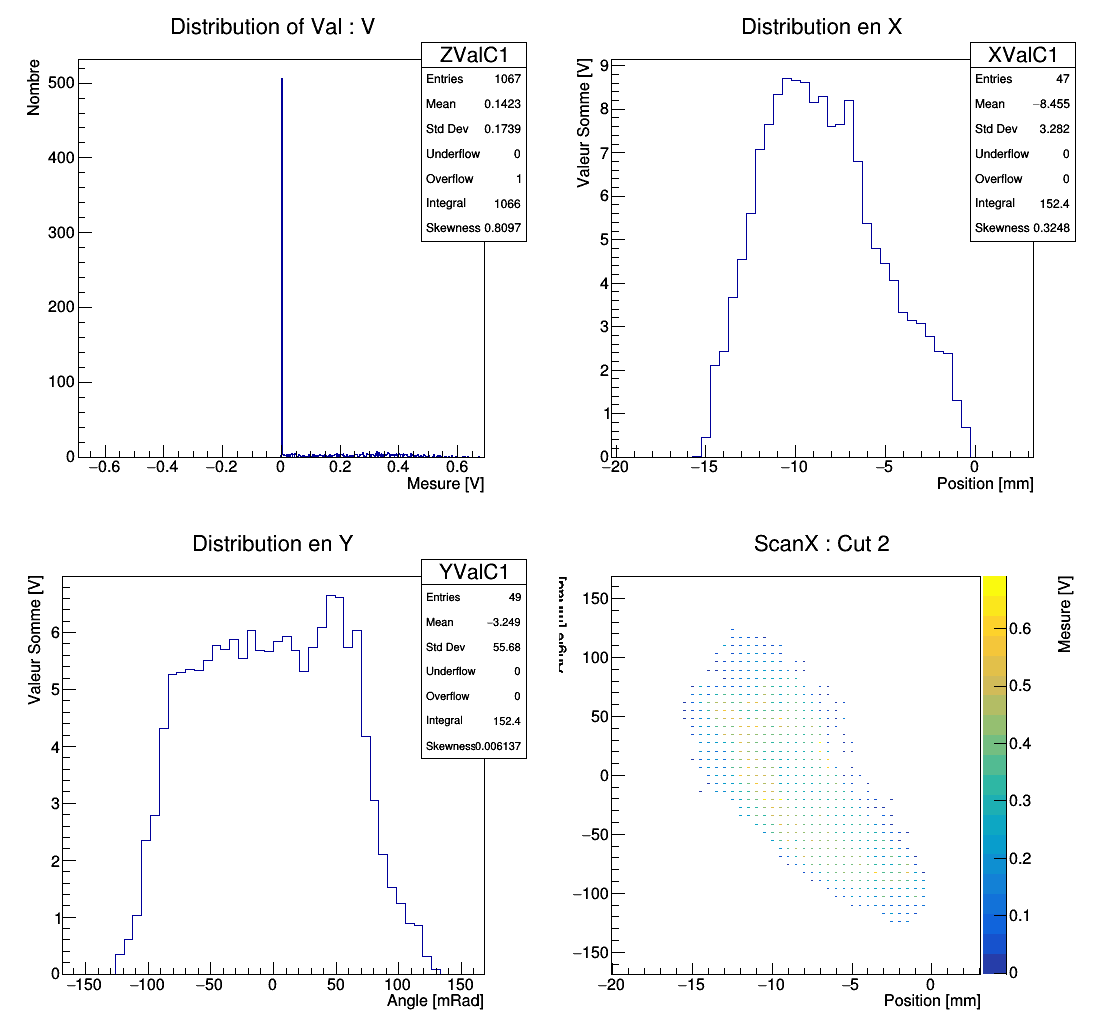 Distribution of Val : V
Nombre
ZValC1
Entries 1067
Mean 0.1423
Std Dev 0.1739
Underflow 0
Overflow 1
Integral 1066
Skewness 0.8097
500
400
300
200
100
0
−0.6 −0.4 −0.2 0 0.2 0.4 0.6
Mesure [V]
Distribution en X
Valeur Somme [V]
XValC1
Entries 47
Mean −8.455
Std Dev 3.282
Underflow 0
Overflow 0
Integral 152.4
Skewness 0.3248
9
8
7
6
5
4
3
2
1
0
−20 −15 −10 −5 0
Position [mm]
Distribution en Y
Valeur Somme [V]
YValC1
Entries 49
Mean −3.249
Std Dev 55.68
Underflow 0
Overflow 0
Integral 152.4
Skewness0.006137
6
5
4
3
2
1
0
−150 −100 −50 0 50 100 150
Angle [mRad]
ScanX : Cut 2
Mesure [V]
150
100
50
0
−50
−100
−150
−20 −15 −10 −5 0
Position [mm]
0.6
0.5
0.4
0.3
0.2
0.1
0